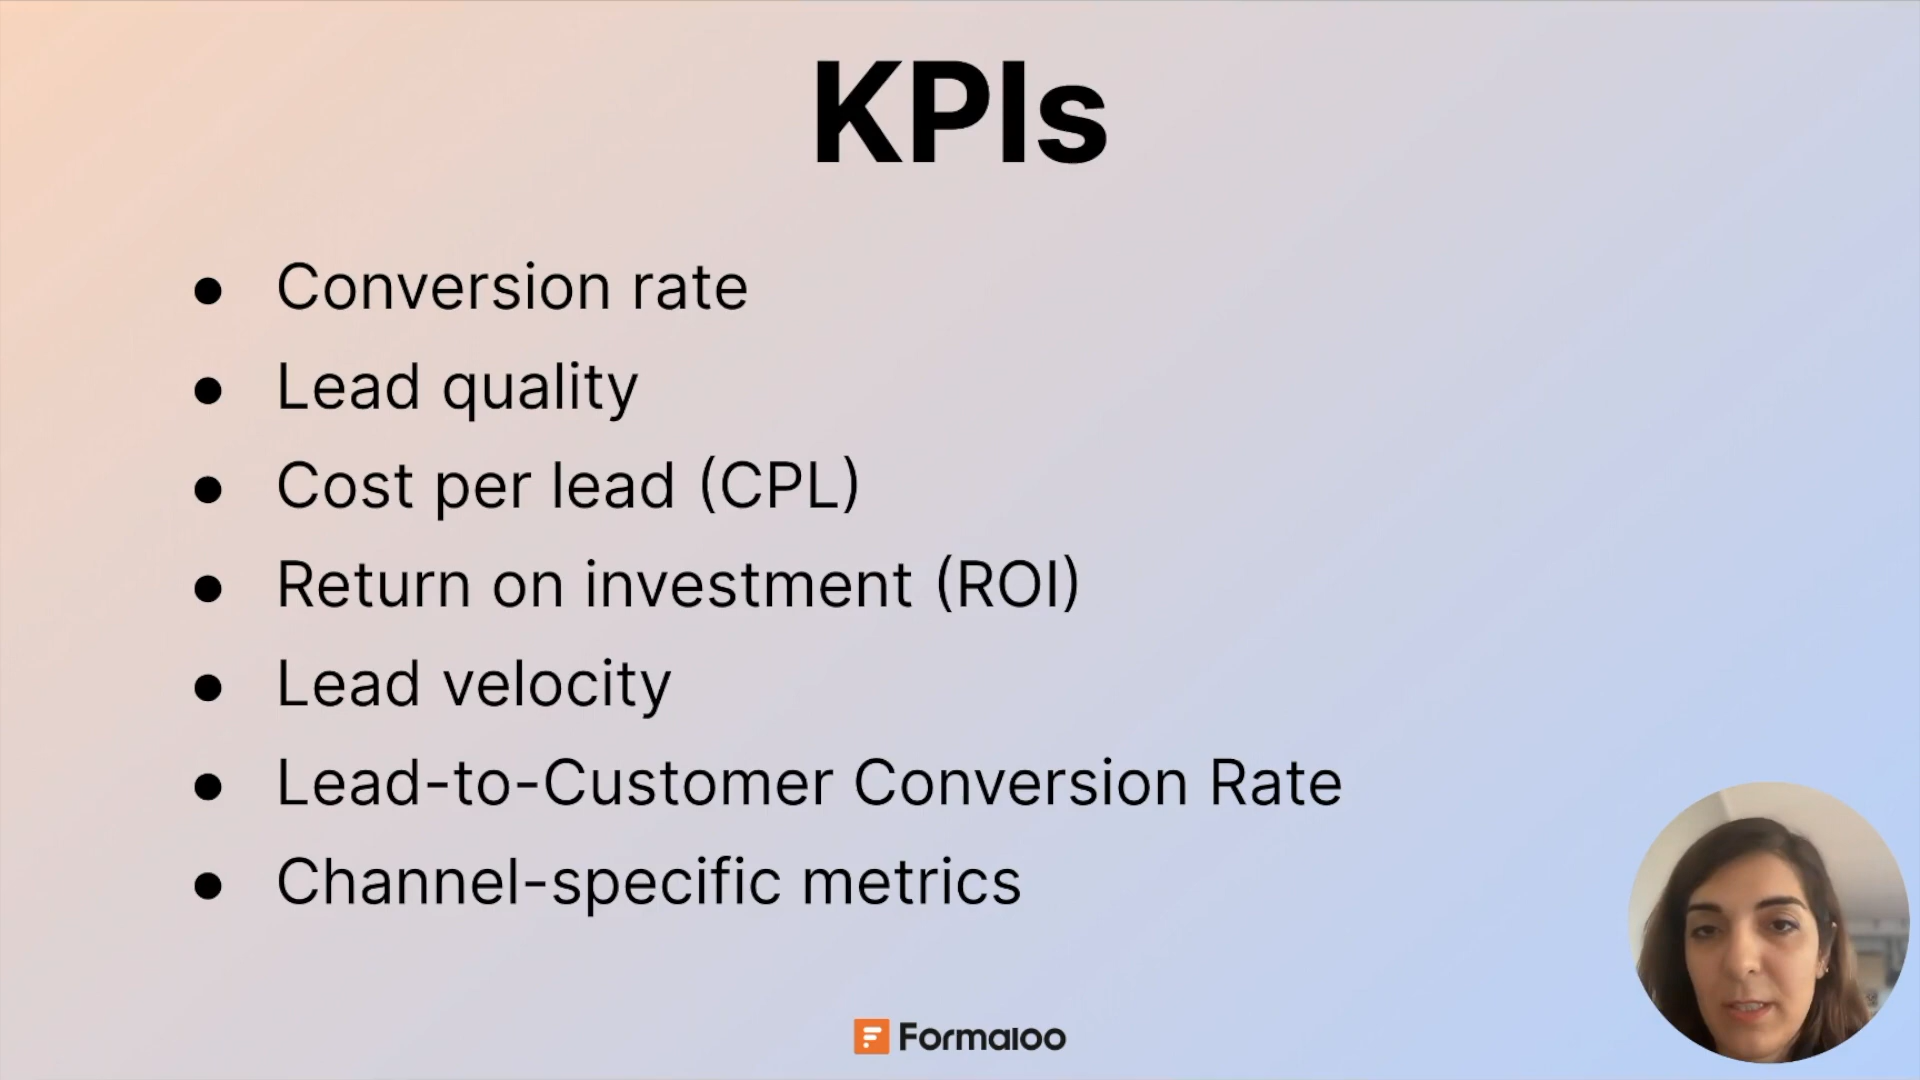 KPIs
● Conversion rate
● Lead quality
● Cost per lead (CPL)
● Return on investment (ROI)
● Lead velocity
● Lead-to-Customer Conversion Rate
● Channel-specific metrics
Formaloo